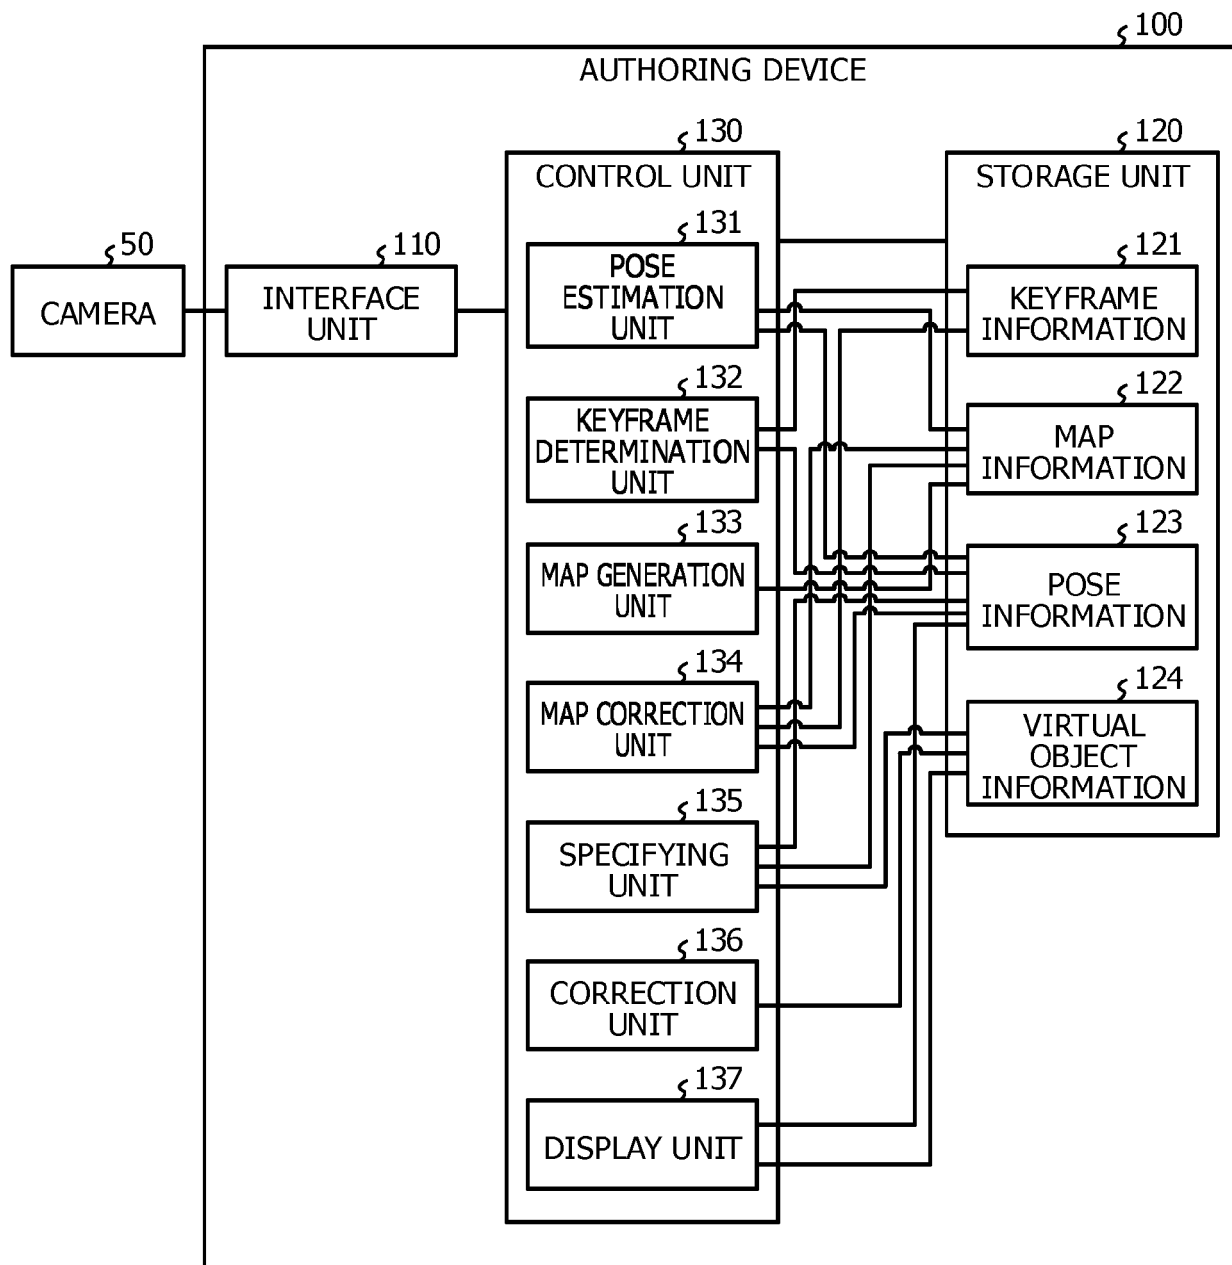 100
AUTHORING DEVICE
130
CONTROL UNIT
120
STORAGE UNIT
50
CAMERA
110
INTERFACE
UNIT
131
POSE
ESTIMATION
UNIT
132
KEYFRAME
DETERMINATION
UNIT
133
MAP GENERATION
UNIT
134
MAP CORRECTION
UNIT
135
SPECIFYING
UNIT
136
CORRECTION
UNIT
137
DISPLAY UNIT
121
KEYFRAME
INFORMATION
122
MAP
INFORMATION
123
POSE
INFORMATION
124
VIRTUAL
OBJECT
INFORMATION